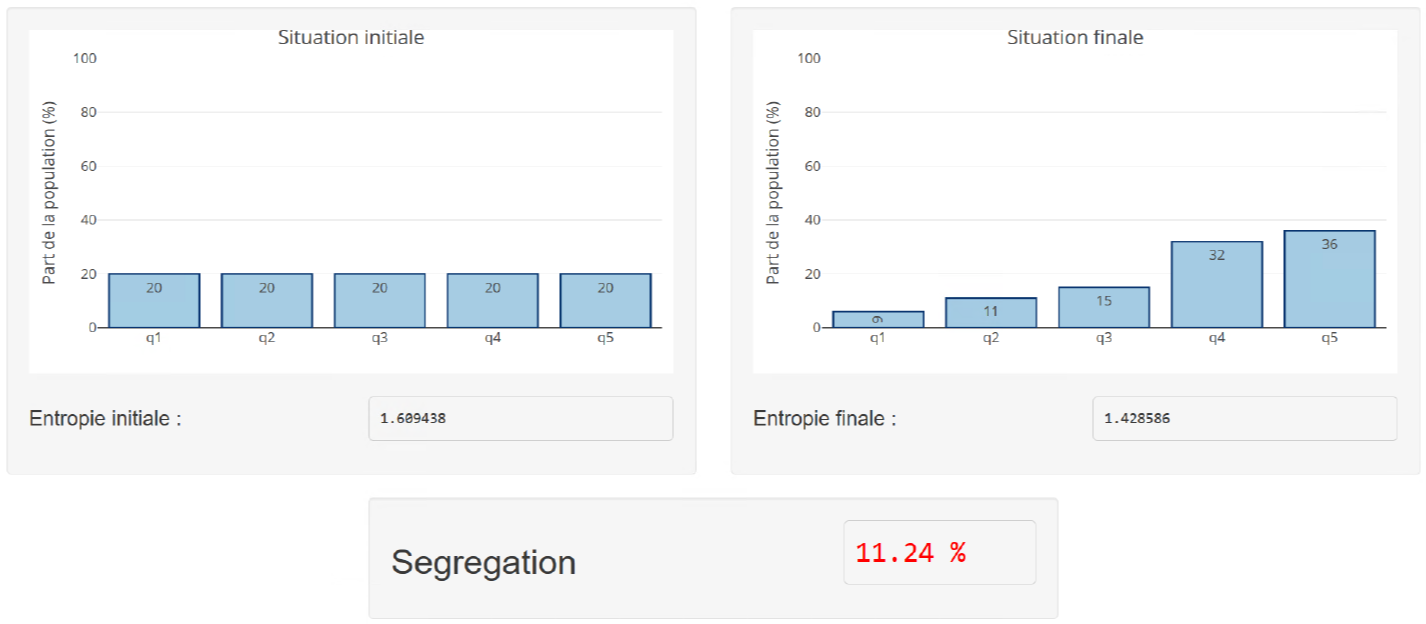 Situation initiale
Part de la population (%)
100
80
60
40
20
0
20 20 20 20 20
q1 q2 q3 q4 q5
Entropie initiale : 1.609438
Situation finale
Part de la population (%)
100
80
60
40
20
0
6 11 15 32 36
q1 q2 q3 q4 q5
Entropie finale : 1.428586
Segregation 11.24 %